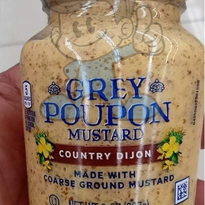 GREY
POUPON
MUSTARD
COUNTRY DIJON
MADE WITH
COARSE GROUND MUSTARD